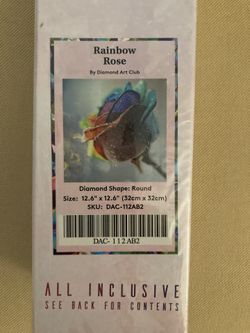 Rainbow
Rose
By Diamond Art Club
Diamond Shape: Round
Size: 12.6" x 12.6" (32cm x 32cm)
SKU: DAC-112AB2
DAC- 112AB2
ALL INCLUSIVE
SEE BACK FOR CONTENTS